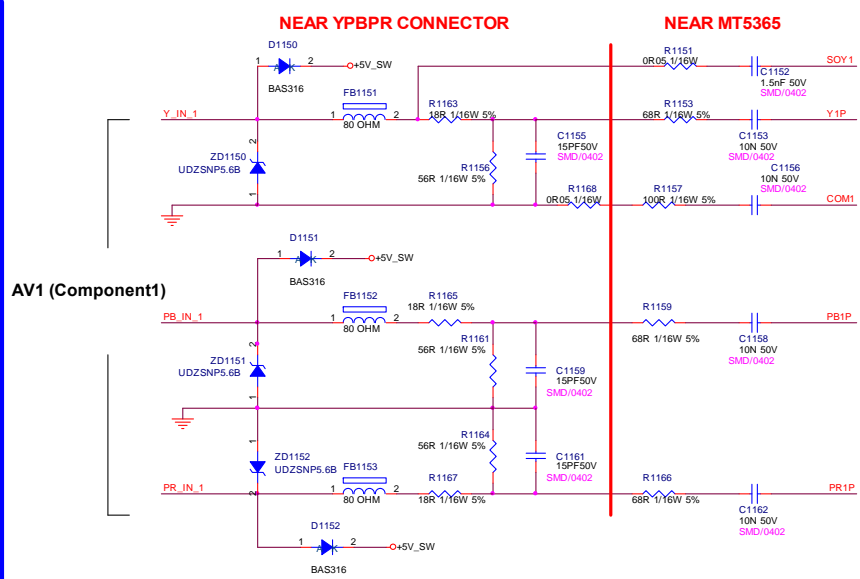 NEAR YPBPR CONNECTOR
NEAR MT5365
D1150
1 2
+5V_SW
BAS316
R1151
0R05 1/16W
SOY1
C1152
1.5nF 50V
SMD/0402
Y_IN_1
FB1151
1 2
80 OHM
R1163
18R 1/16W 5%
R1153
68R 1/16W 5%
Y1P
C1153
10N 50V
SMD/0402
2
ZD1150
UDZSNP5.6B
1
R1156
56R 1/16W 5%
C1155
15PF50V
SMD/0402
C1156
10N 50V
SMD/0402
R1168
0R05 1/16W
R1157
100R 1/16W 5%
COM1
D1151
1 2
+5V_SW
BAS316
AV1 (Component1)
PB_IN_1
FB1152
1 2
80 OHM
R1165
18R 1/16W 5%
R1159
68R 1/16W 5%
PB1P
C1158
10N 50V
SMD/0402
2
ZD1151
UDZSNP5.6B
1
R1161
56R 1/16W 5%
C1159
15PF50V
SMD/0402
1
ZD1152
UDZSNP5.6B
2
R1164
56R 1/16W 5%
C1161
15PF50V
SMD/0402
PR_IN_1
FB1153
1 2
80 OHM
R1167
18R 1/16W 5%
R1166
68R 1/16W 5%
PR1P
C1162
10N 50V
SMD/0402
D1152
1 2
+5V_SW
BAS316